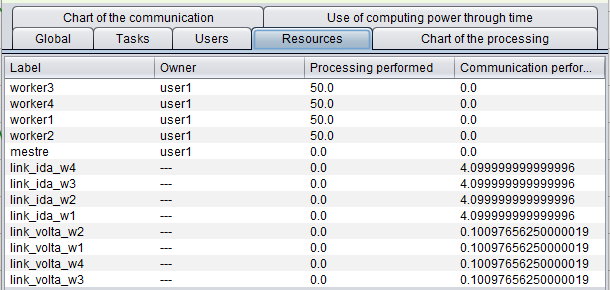 Chart of the communication Use of computing power through time
Global Tasks Users Resources Chart of the processing
Label Owner Processing performed Communication perfor...
worker3 user1 50.0 0.0
worker4 user1 50.0 0.0
worker1 user1 50.0 0.0
worker2 user1 50.0 0.0
mestre user1 0.0 0.0
link_ida_w4 --- 0.0 4.099999999999996
link_ida_w3 --- 0.0 4.099999999999996
link_ida_w2 --- 0.0 4.099999999999996
link_ida_w1 --- 0.0 4.099999999999996
link_volta_w2 --- 0.0 0.10097656250000019
link_volta_w1 --- 0.0 0.10097656250000019
link_volta_w4 --- 0.0 0.10097656250000019
link_volta_w3 --- 0.0 0.10097656250000019